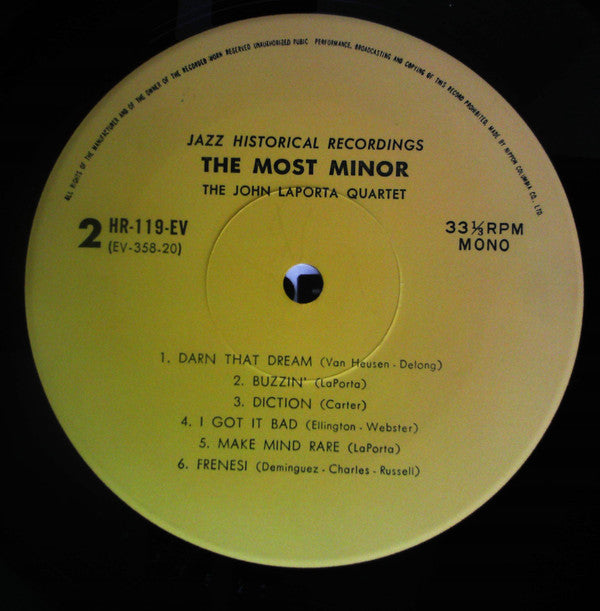 ALL RIGHTS OF THE MANUFACTURER AND OF THE OWNER OF THE RECORDED WORK RESERVED UNAUTHORIZED PUBIC PERFORMANCE, BROADCASTING AND COPYING OF THIS RECORD PROHIBITED. MADE BY NIPPON COLUMBIA CO., LTD.
JAZZ HISTORICAL RECORDINGS
THE MOST MINOR
THE JOHN LAPORTA QUARTET
2 HR-119-EV
(EV-358-20)
33⅓RPM
MONO
1. DARN THAT DREAM (Van Heusen - Delong)
2. BUZZIN' (LaPorta)
3. DICTION (Carter)
4. I GOT IT BAD (Ellington - Webster)
5. MAKE MIND RARE (LaPorta)
6. FRENESI (Deminguez - Charles - Russell)